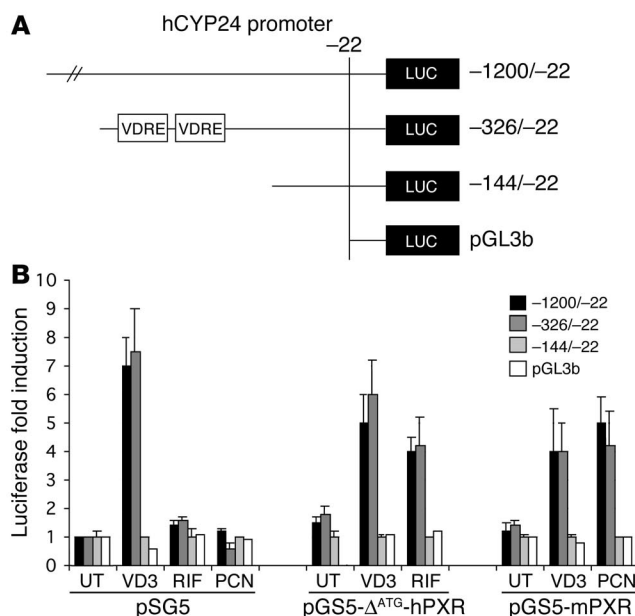 A
hCYP24 promoter
–22
LUC –1200/–22
VDRE VDRE LUC –326/–22
LUC –144/–22
LUC pGL3b
B
Luciferase fold induction
10
9
8
7
6
5
4
3
2
1
0
–1200/–22
–326/–22
–144/–22
pGL3b
UT VD3 RIF PCN UT VD3 RIF UT VD3 PCN
pSG5 pGS5-Δᴬᵀᴳ-hPXR pGS5-mPXR